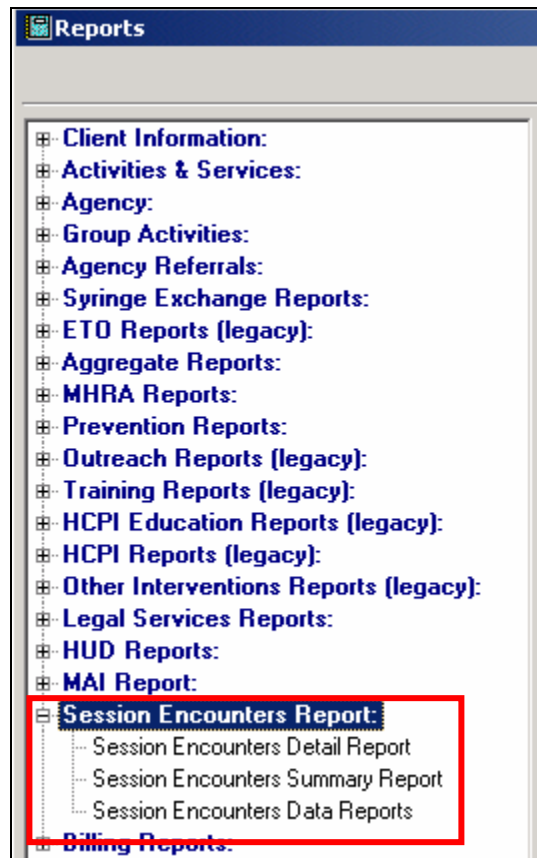 Reports
Client Information:
Activities & Services:
Agency:
Group Activities:
Agency Referrals:
Syringe Exchange Reports:
ETO Reports (legacy):
Aggregate Reports:
MHRA Reports:
Prevention Reports:
Outreach Reports (legacy):
Training Reports (legacy):
HCPI Education Reports (legacy):
HCPI Reports (legacy):
Other Interventions Reports (legacy):
Legal Services Reports:
HUD Reports:
MAI Report:
Session Encounters Report:
Session Encounters Detail Report
Session Encounters Summary Report
Session Encounters Data Reports
Billing Reports: